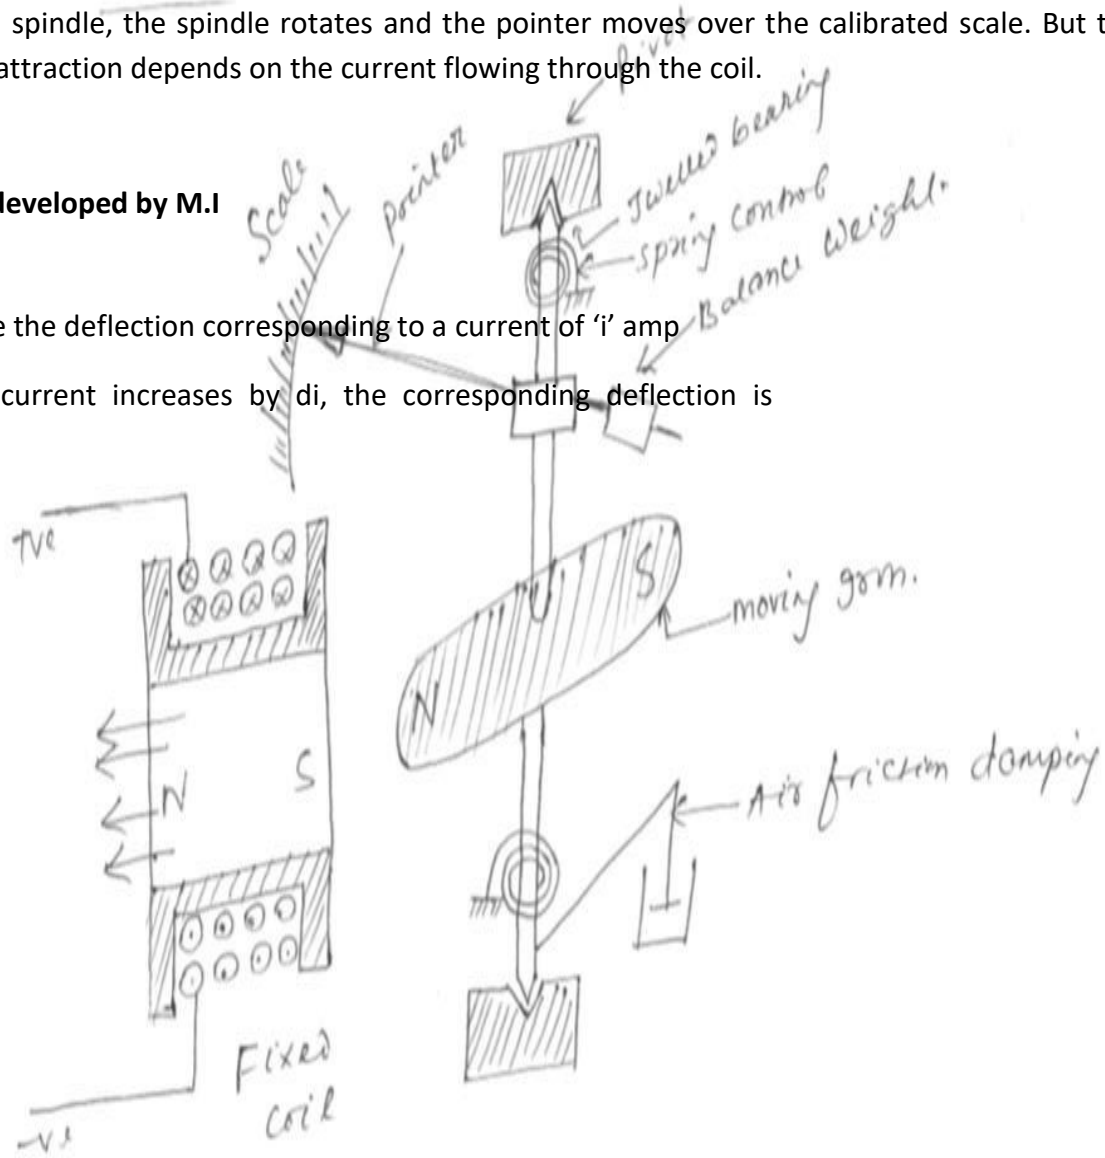 spindle, the spindle rotates and the pointer moves over the calibrated scale. But t
attraction depends on the current flowing through the coil.
Pivot
Jwelled bearing
developed by M.I
Scale
pointer
spring control
Balance weight.
e the deflection corresponding to a current of ‘i’ amp
current increases by di, the corresponding deflection is
+ve
S
N
moving
N
S
Air friction damping
Fixed
coil
-ve